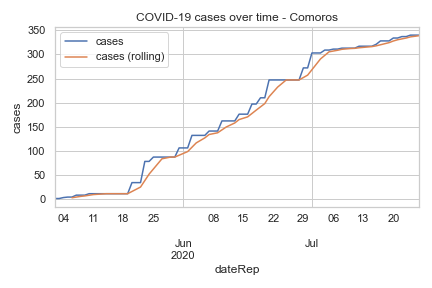 COVID-19 cases over time - Comoros
350
300
250
200
150
100
50
0
cases
cases
cases (rolling)
04 11 18 25 08 15 22 29 06 13 20
Jun Jul
2020
dateRep